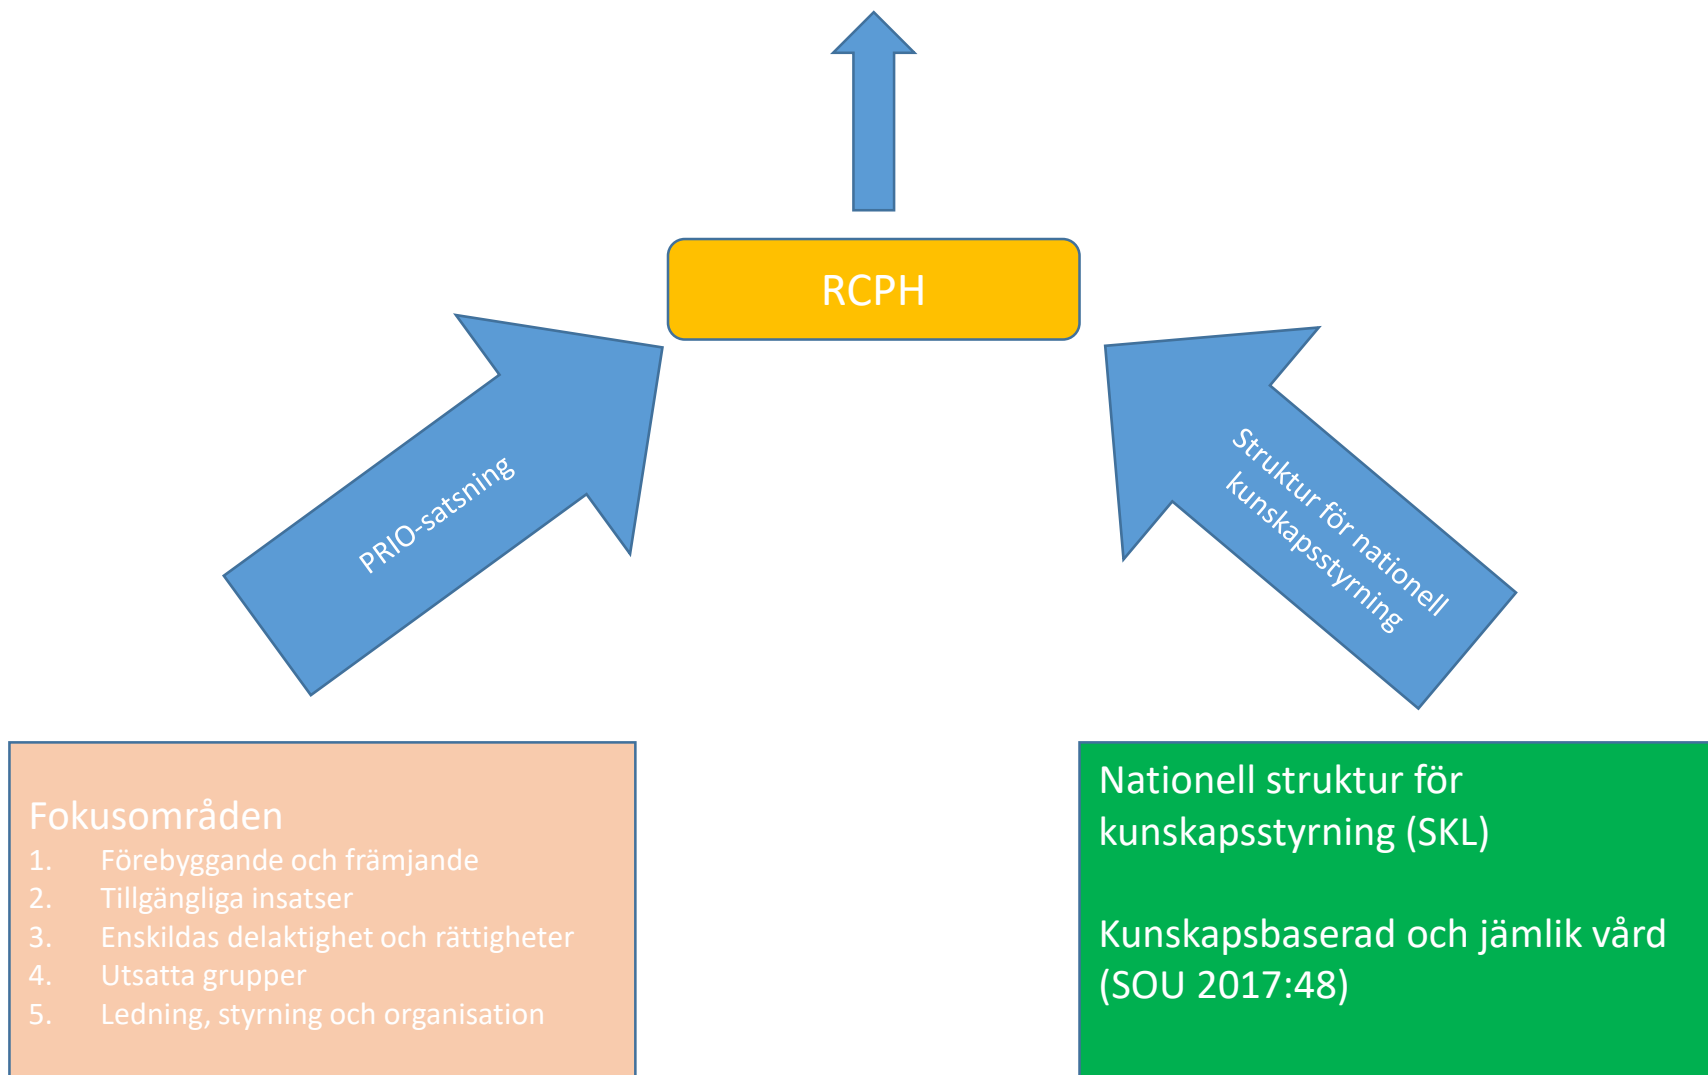 RCPH
PRIO-satsning
Struktur för nationell
kunskapsstyrning
Fokusområden
1. Förebyggande och främjande
2. Tillgängliga insatser
3. Enskildas delaktighet och rättigheter
4. Utsatta grupper
5. Ledning, styrning och organisation
Nationell struktur för
kunskapsstyrning (SKL)
Kunskapsbaserad och jämlik vård
(SOU 2017:48)